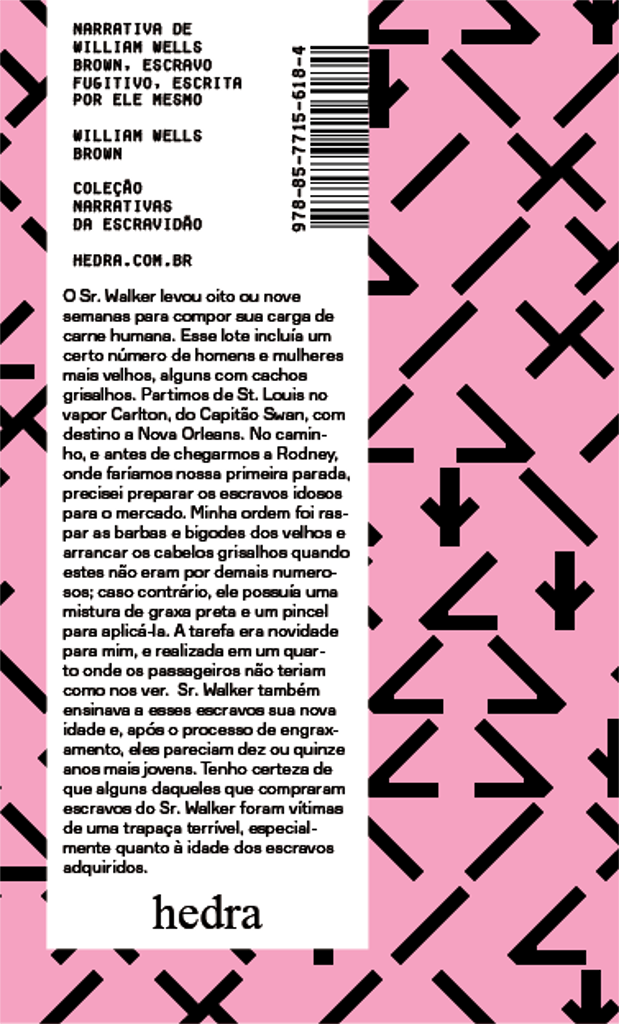 NARRATIVA DE
WILLIAM WELLS
BROWN, ESCRAVO
FUGITIVO, ESCRITA
POR ELE MESMO
WILLIAM WELLS
BROWN
COLEÇÃO
NARRATIVAS
DA ESCRAVIDÃO
HEDRA.COM.BR
978-85-7715-618-4
O Sr. Walker levou oito ou nove
semanas para compor sua carga de
carne humana. Esse lote incluía um
certo número de homens e mulheres
mais velhos, alguns com cachos
grisalhos. Partimos de St. Louis no
vapor Carlton, do Capitão Swan, com
destino a Nova Orleans. No camin-
ho, e antes de chegarmos a Rodney,
onde faríamos nossa primeira parada,
precisei preparar os escravos idosos
para o mercado. Minha ordem foi ras-
par as barbas e bigodes dos velhos e
arrancar os cabelos grisalhos quando
estes não eram por demais numero-
sos; caso contrário, ele possuía uma
mistura de graxa preta e um pincel
para aplicá-la. A tarefa era novidade
para mim, e realizada em um quar-
to onde os passageiros não teriam
como nos ver. Sr. Walker também
ensinava a esses escravos sua nova
idade e, após o processo de engrax-
amento, eles pareciam dez ou quinze
anos mais jovens. Tenho certeza de
que alguns daqueles que compraram
escravos do Sr. Walker foram vítimas
de uma trapaça terrível, especial-
mente quanto à idade dos escravos
adquiridos.
hedra